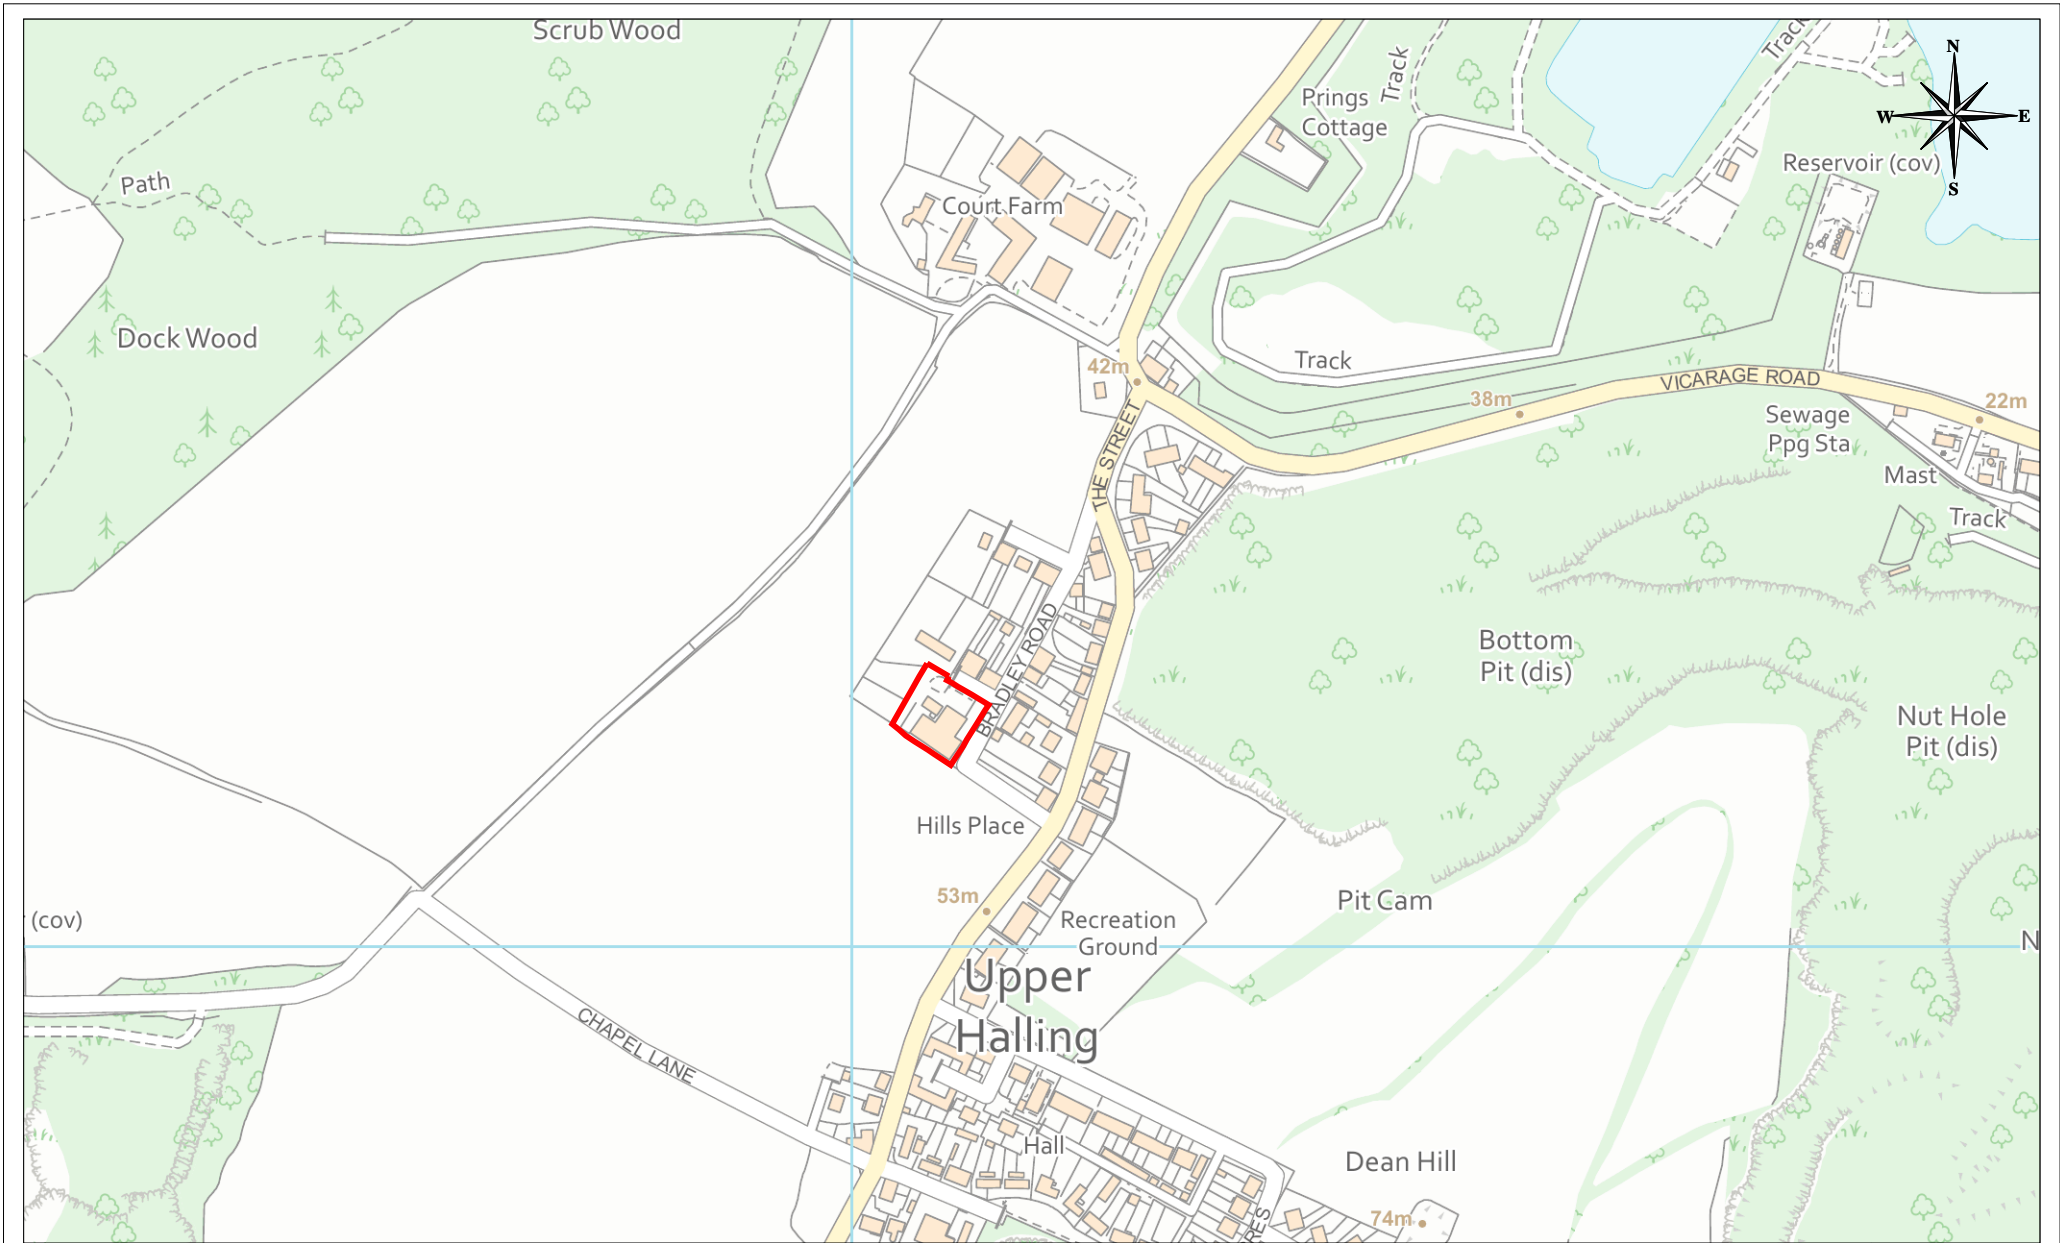 Scrub Wood
Track
Track
N
W
E
S
Prings
Cottage
Reservoir (cov)
Path
Court Farm
Dock Wood
Track
42m
VICARAGE ROAD
38m
22m
THE STREET
Sewage
Ppg Sta
Mast
Track
BRADLEY ROAD
Bottom
Pit (dis)
Nut Hole
Pit (dis)
Hills Place
53m
Pit Cam
(cov)
Recreation
Ground
N
Upper
Halling
CHAPEL LANE
Hall
Dean Hill
74m
RES